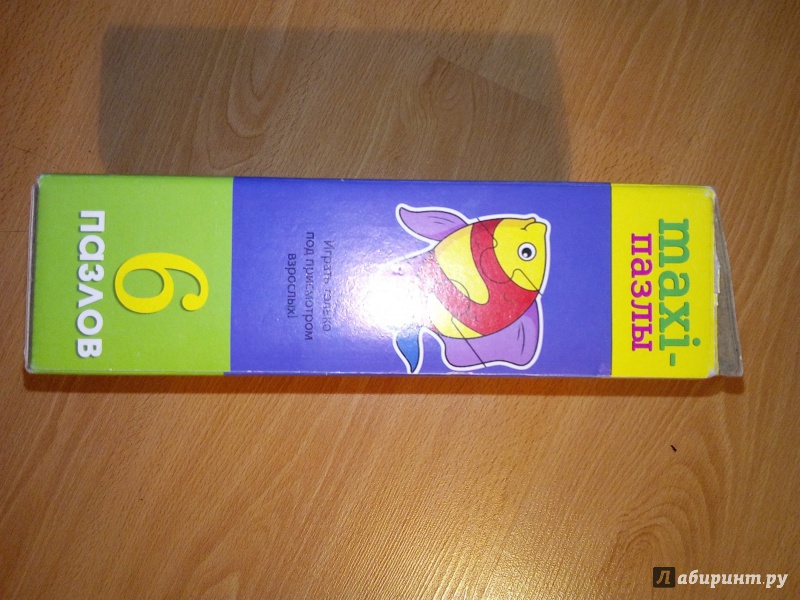 maxi-
пазлы
Играть только
под присмотром
взрослых!
6
пазлов
Лабиринт.ру